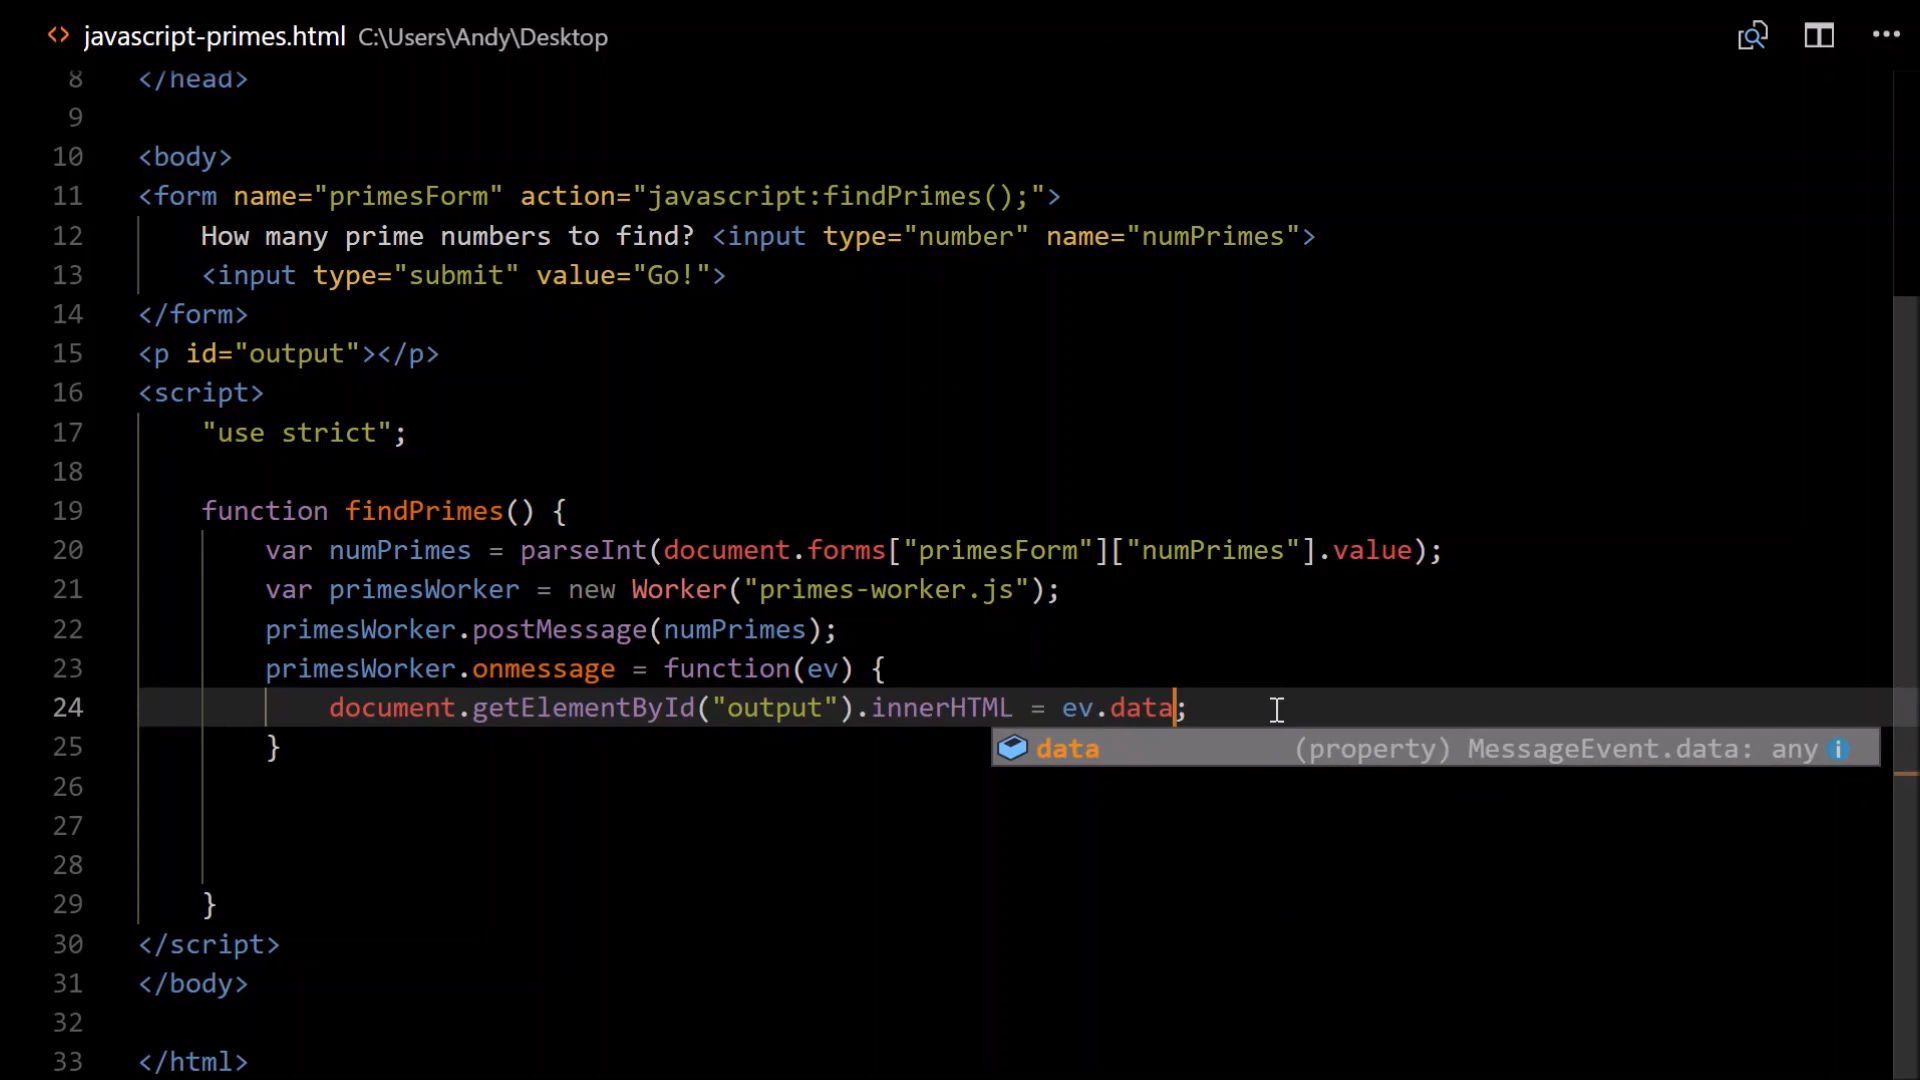 <> javascript-primes.html C:\Users\Andy\Desktop
8 </head>
9
10 <body>
11 <form name="primesForm" action="javascript:findPrimes();">
12 How many prime numbers to find? <input type="number" name="numPrimes">
13 <input type="submit" value="Go!">
14 </form>
15 <p id="output"></p>
16 <script>
17 "use strict";
18
19 function findPrimes() {
20 var numPrimes = parseInt(document.forms["primesForm"]["numPrimes"].value);
21 var primesWorker = new Worker("primes-worker.js");
22 primesWorker.postMessage(numPrimes);
23 primesWorker.onmessage = function(ev) {
24 document.getElementById("output").innerHTML = ev.data;
data (property) MessageEvent.data: any
25 }
26
27
28
29 }
30 </script>
31 </body>
32
33 </html>